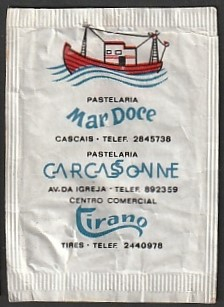 PASTELARIA
Mar Doce
CASCAIS - TELEF. 2845738
PASTELARIA
CARCASSONNE
AV. DA IGREJA - TELEF. 892359
CENTRO COMERCIAL
Tirano
TIRES - TELEF. 2440978